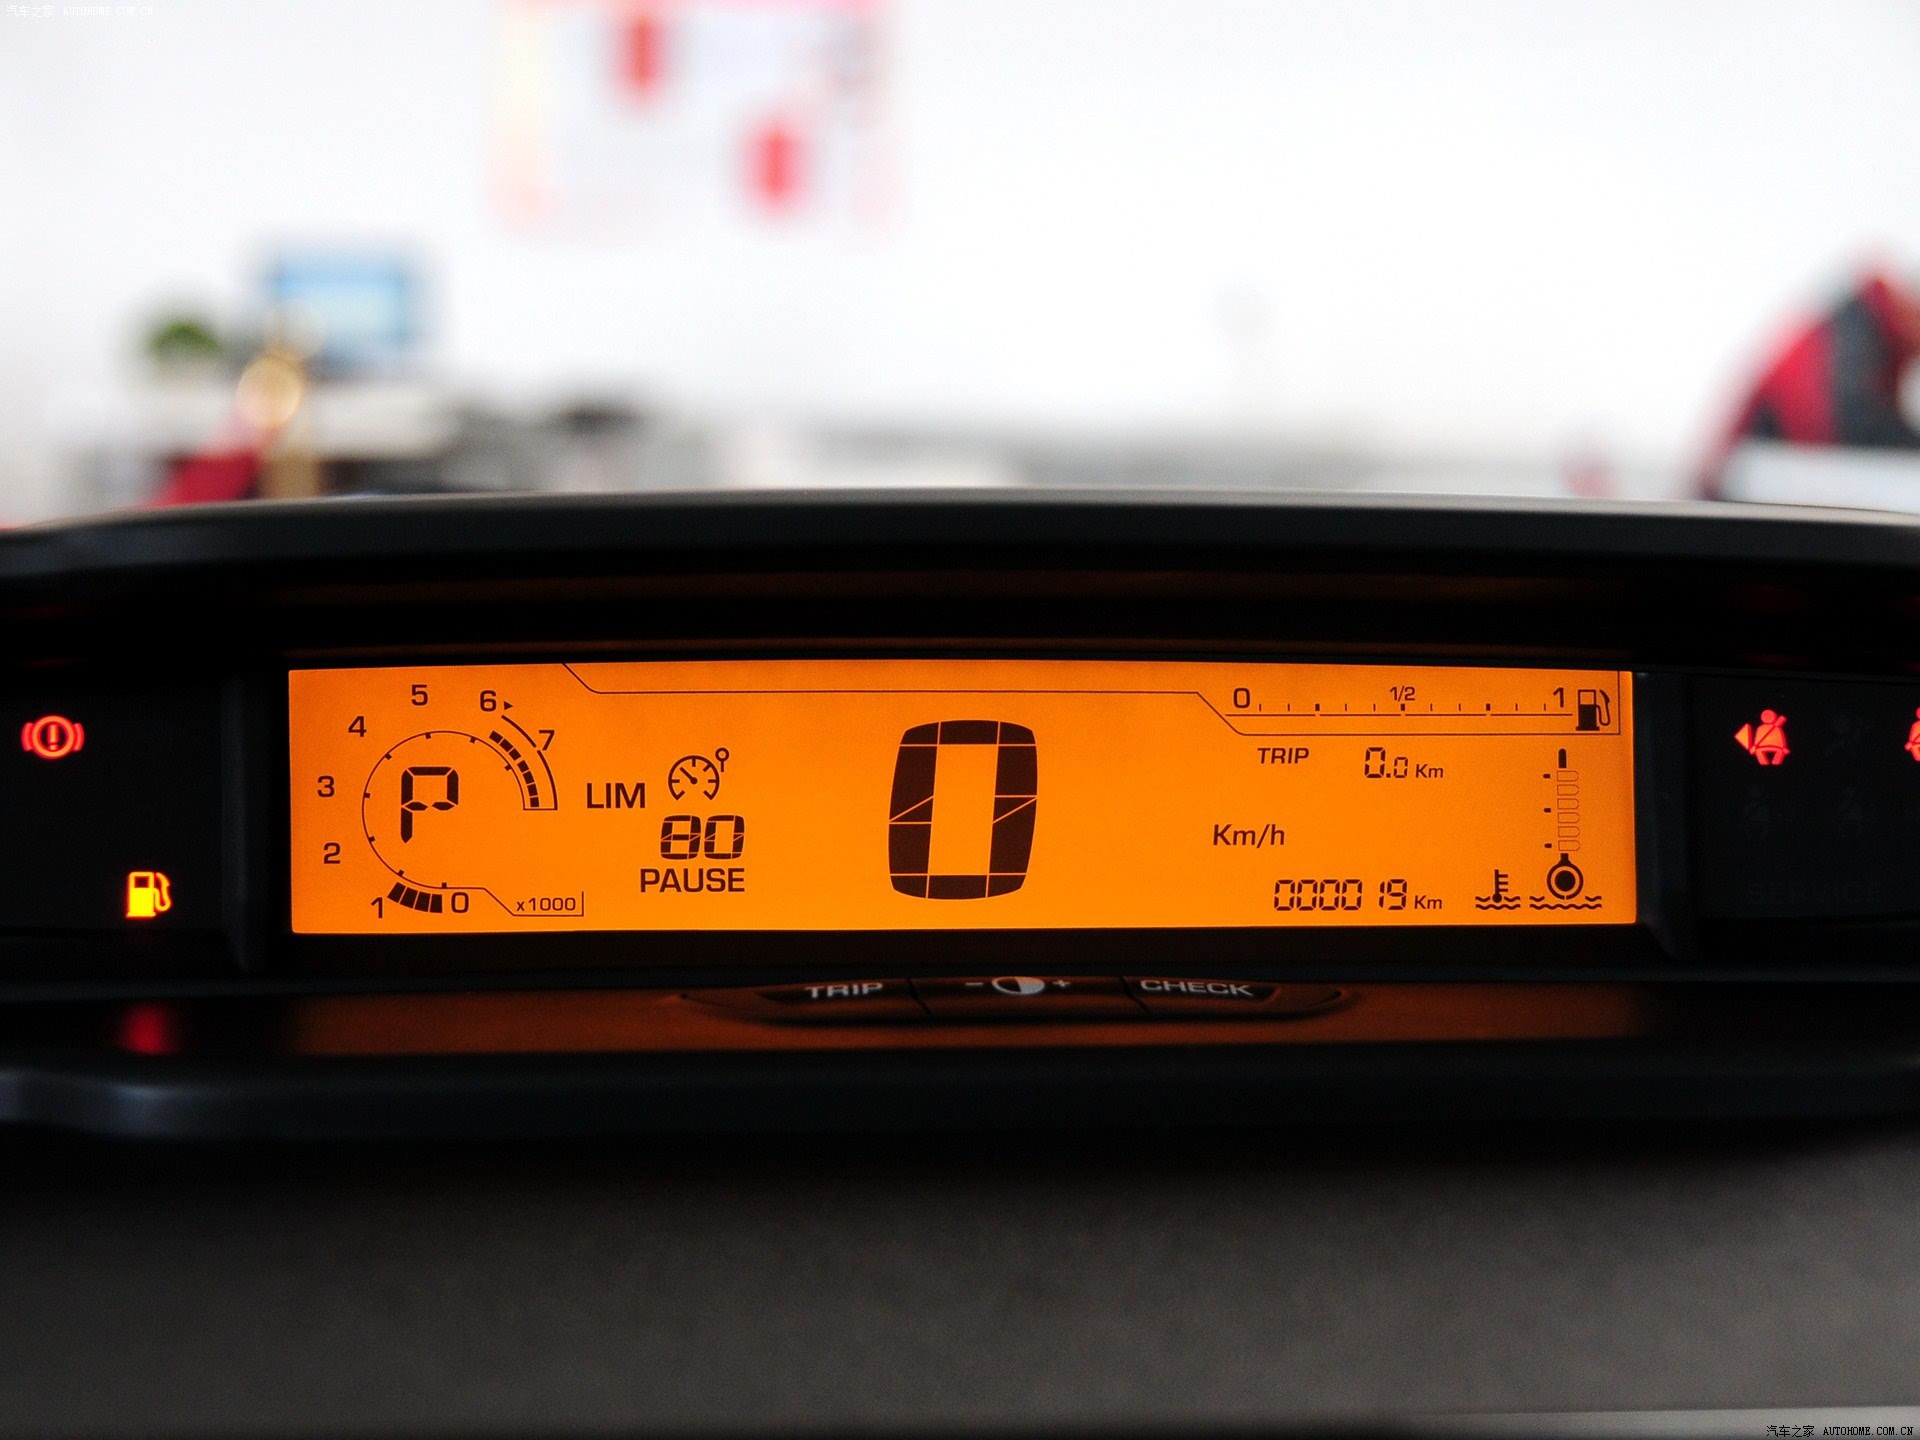 汽车之家 AUTOHOME.COM.CN
5 6 7
4
3
2
1 0 x1000
P
LIM
80
PAUSE
0
Km/h
0 1/2 1
TRIP 0.0 Km
000019 Km
TRIP - + CHECK
汽车之家 AUTOHOME.COM.CN